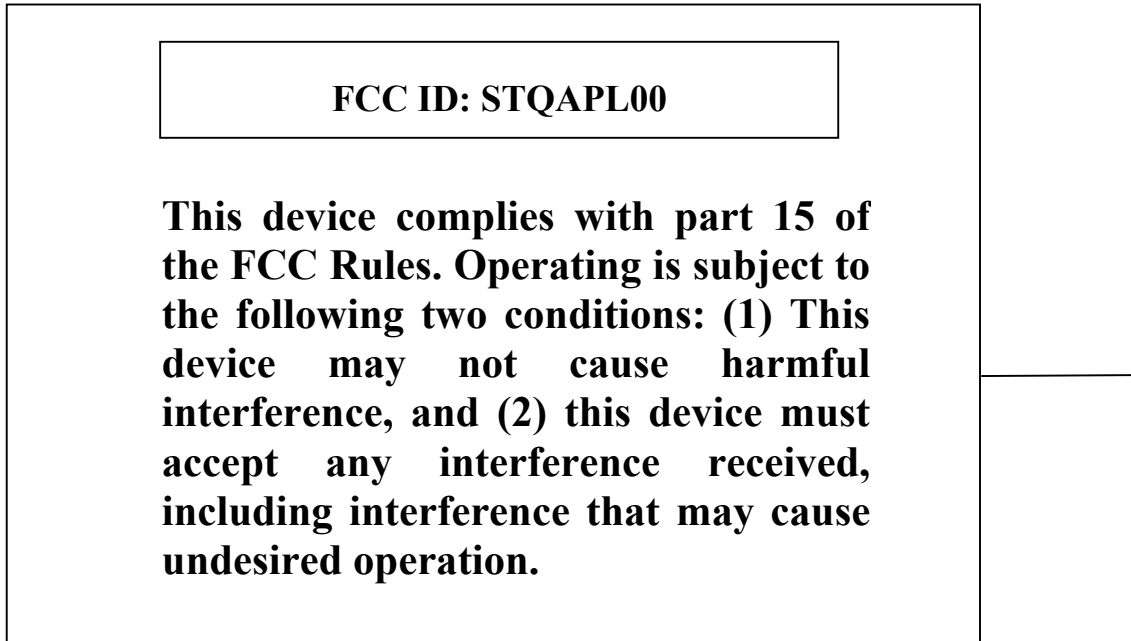 FCC ID: STQAPL00
This device complies with part 15 of
the FCC Rules. Operating is subject to
the following two conditions: (1) This
device may not cause harmful
interference, and (2) this device must
accept any interference received,
including interference that may cause
undesired operation.